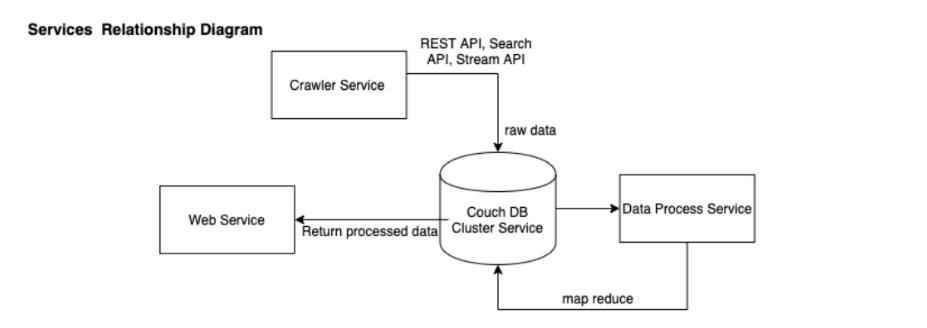 Services Relationship Diagram
REST API, Search
API, Stream API
Crawler Service
raw data
Couch DB
Cluster Service
Data Process Service
Web Service
Return processed data
map reduce